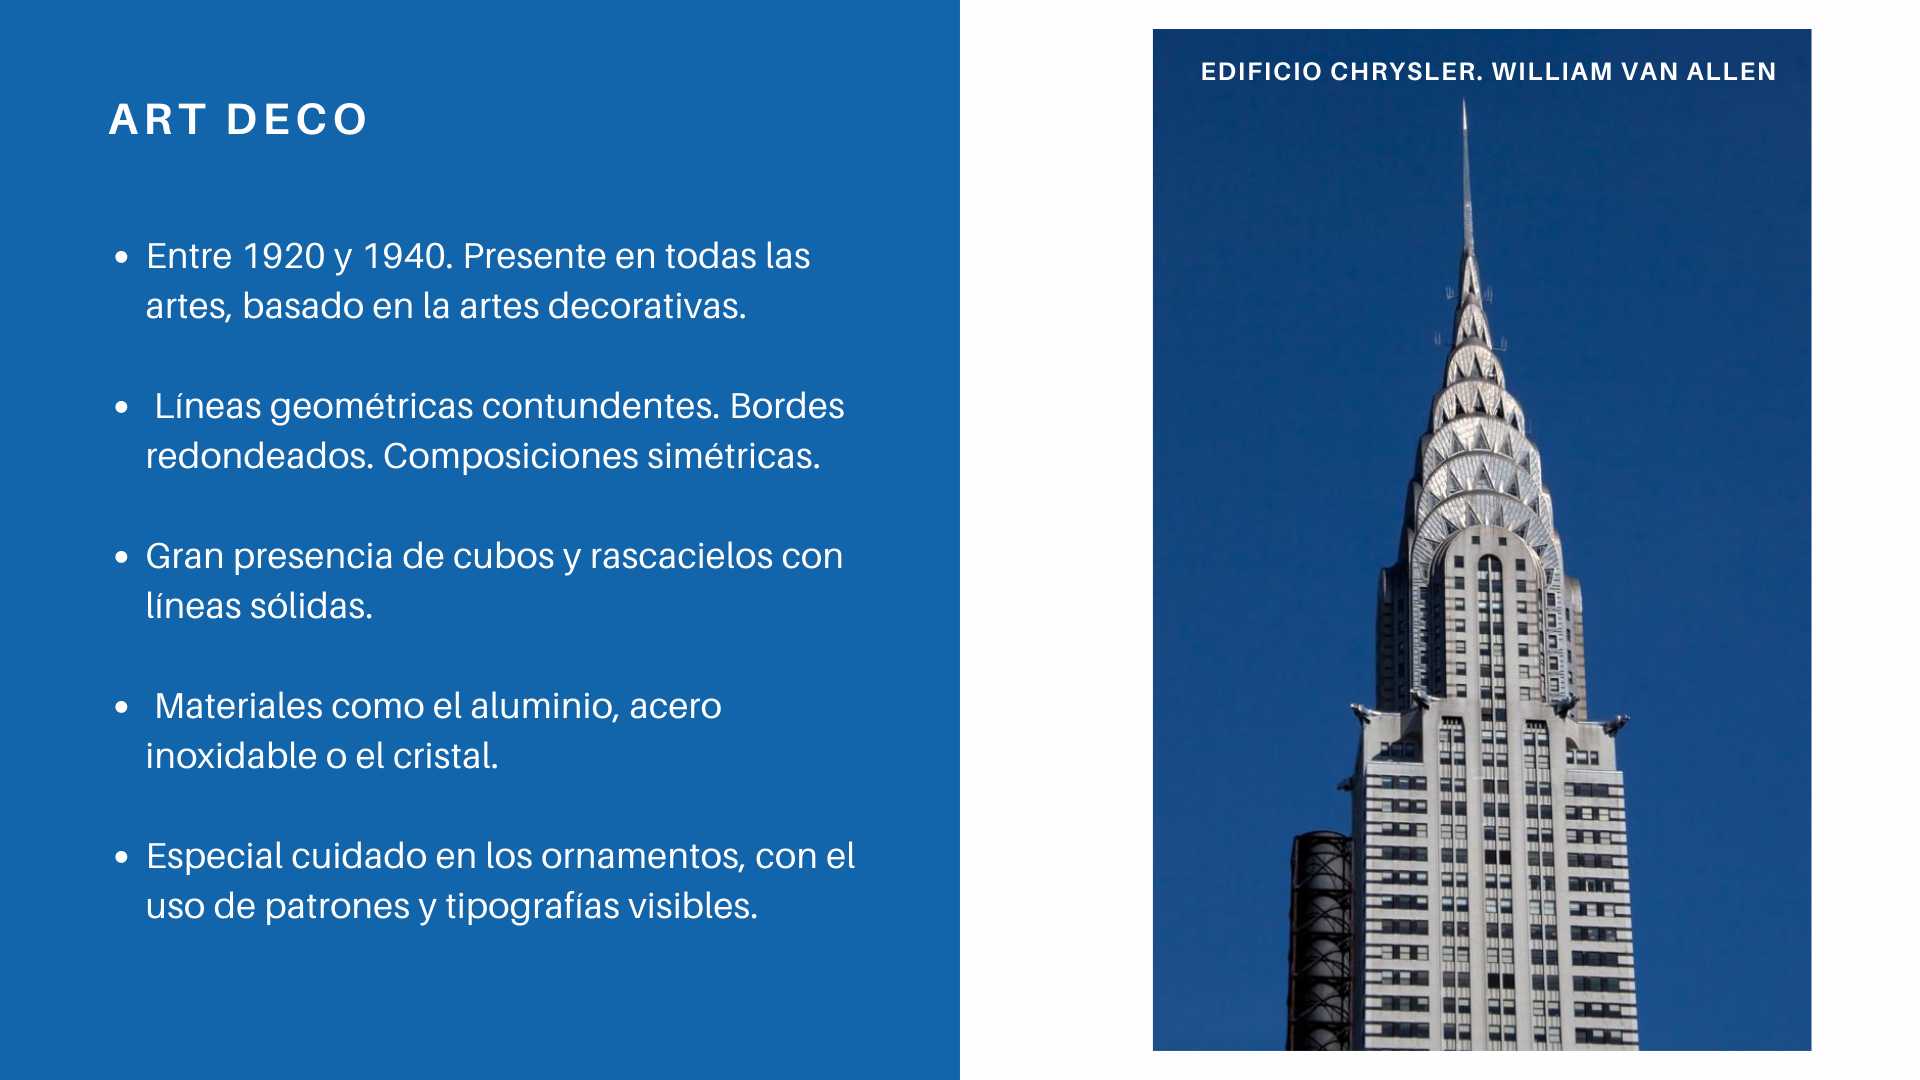 ART DECO
Entre 1920 y 1940. Presente en todas las
artes, basado en la artes decorativas.
Líneas geométricas contundentes. Bordes
redondeados. Composiciones simétricas.
Gran presencia de cubos y rascacielos con
líneas sólidas.
Materiales como el aluminio, acero
inoxidable o el cristal.
Especial cuidado en los ornamentos, con el
uso de patrones y tipografías visibles.
EDIFICIO CHRYSLER. WILLIAM VAN ALLEN